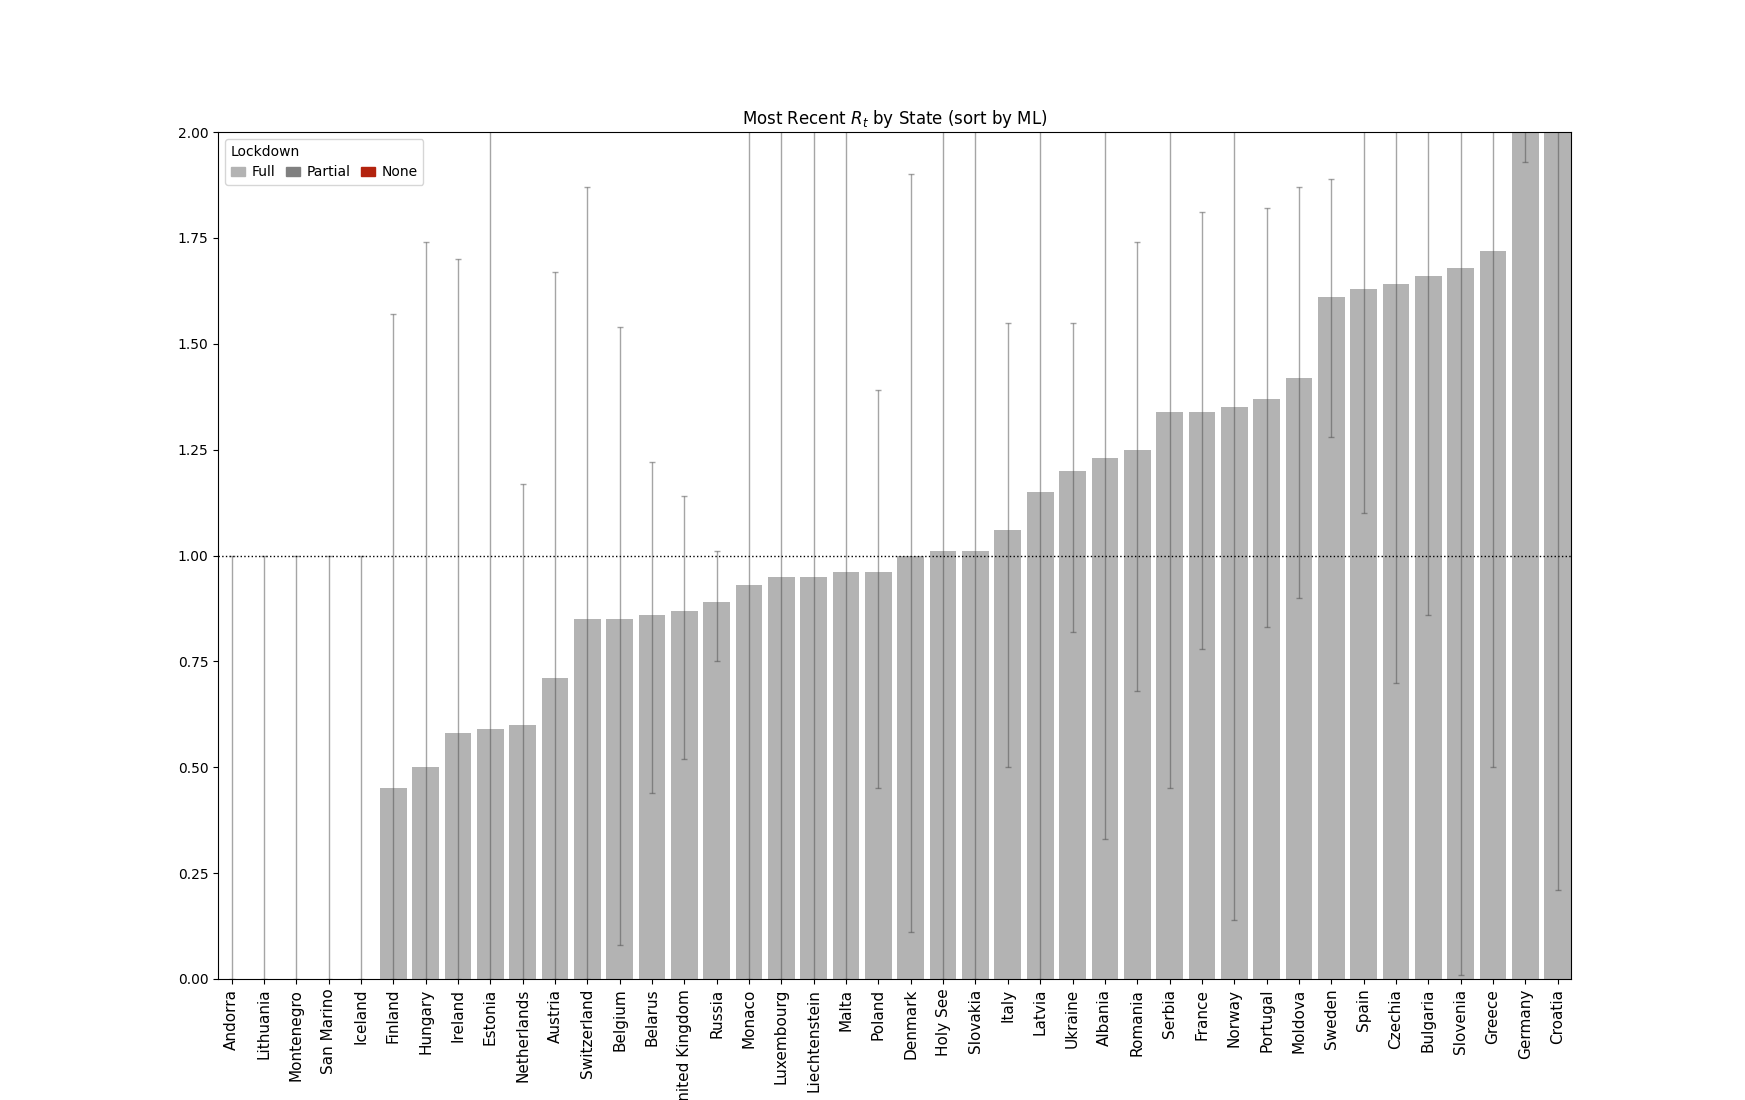 Most Recent R_t by State (sort by ML)
2.00
Lockdown
Full Partial None
1.75
1.50
1.25
1.00
0.75
0.50
0.25
0.00
Andorra
Lithuania
Montenegro
San Marino
Iceland
Finland
Hungary
Ireland
Estonia
Netherlands
Austria
Switzerland
Belgium
Belarus
nited Kingdom
Russia
Monaco
Luxembourg
Liechtenstein
Malta
Poland
Denmark
Holy See
Slovakia
Italy
Latvia
Ukraine
Albania
Romania
Serbia
France
Norway
Portugal
Moldova
Sweden
Spain
Czechia
Bulgaria
Slovenia
Greece
Germany
Croatia